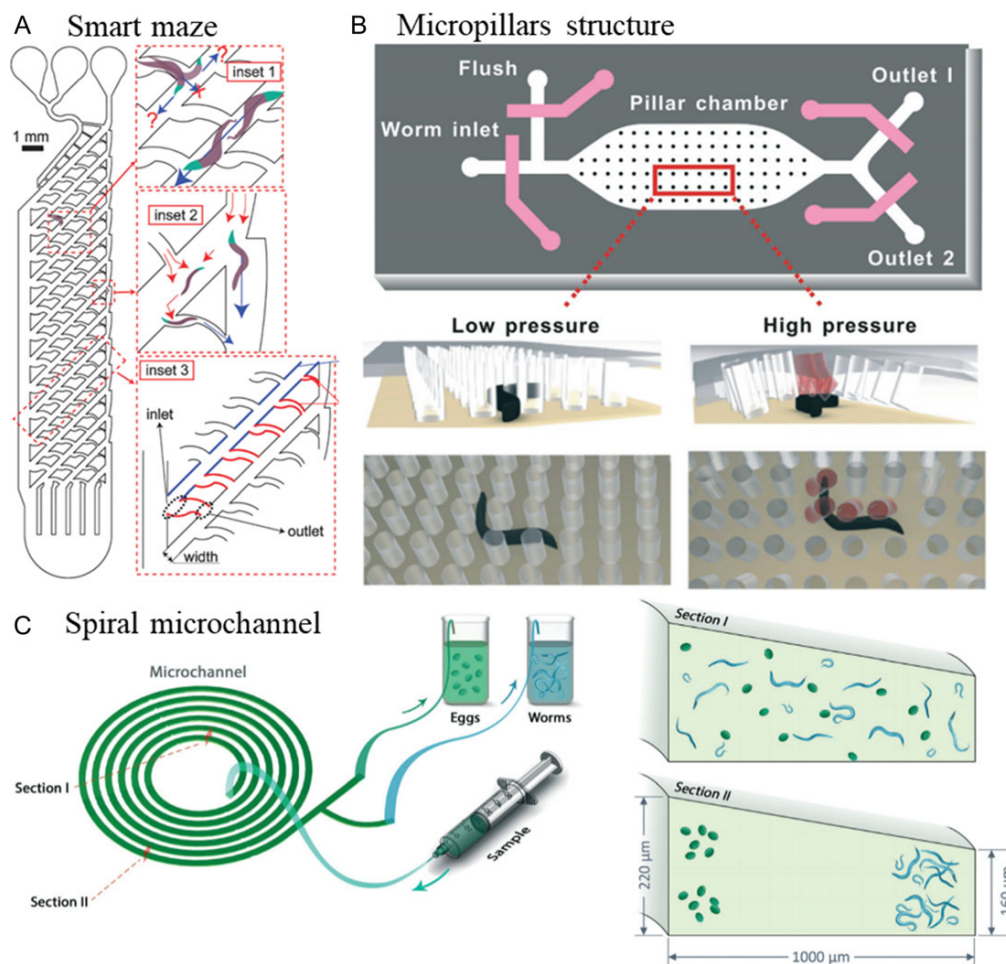 A Smart maze
1 mm
inset 1
?
x
?
inset 2
inset 3
inlet
outlet
width
B Micropillars structure
Flush
Worm inlet
Pillar chamber
Outlet I
Outlet 2
Low pressure
High pressure
C Spiral microchannel
Microchannel
Section I
Section II
Eggs
Worms
Sample
Section I
Section II
220 µm
160 µm
1000 µm